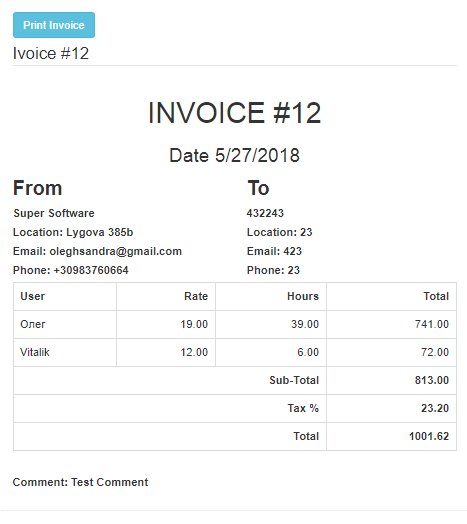 Print Invoice
Ivoice #12
INVOICE #12
Date 5/27/2018
From To
Super Software 432243
Location: Lygova 385b Location: 23
Email: oleghsandra@gmail.com Email: 423
Phone: +30983760664 Phone: 23
User Rate Hours Total
Олег 19.00 39.00 741.00
Vitalik 12.00 6.00 72.00
Sub-Total 813.00
Tax % 23.20
Total 1001.62
Comment: Test Comment